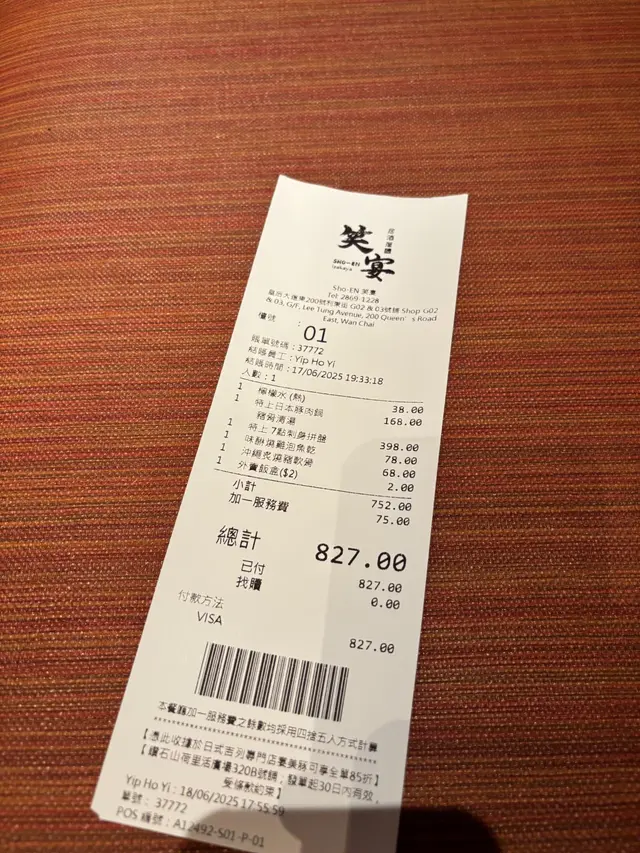 居酒屋
笑宴
SHO-EN
izakaya
Sho-EN 笑宴
Tel: 2869-1228
皇后大道東200號利東街 G02 & 03號舖 Shop G02
& 03, G/F, Lee Tung Avenue, 200 Queen's Road
East, Wan Chai
檯號 : 01
賬單號碼 : 37772
結賬員工 : Yip Ho Yi
結賬時間 : 17/06/2025 19:33:18
人數 : 1
1 檸檬水 (熱) 38.00
1 特上日本豚肉鍋 168.00
豬骨清湯
1 特上 7點刺身拼盤 398.00
1 味醂燒雞泡魚乾 78.00
1 沖繩炙燒豬軟骨 68.00
1 外賣飯盒($2) 2.00
小計 752.00
加一服務費 75.00
總計 827.00
已付 827.00
找贖 0.00
付款方法
VISA 827.00
本餐廳加一服務費之餘數均採用四捨五入方式計算
【憑此收據於日式吉列專門店褒美豚可享全單85折】
【鑽石山荷里活廣場320B號舖；發單起30日內有效，
受條款約束】
Yip Ho Yi : 18/06/2025 17:55:59
單號 : 37772
POS 編號 : A12492-S01-P-01